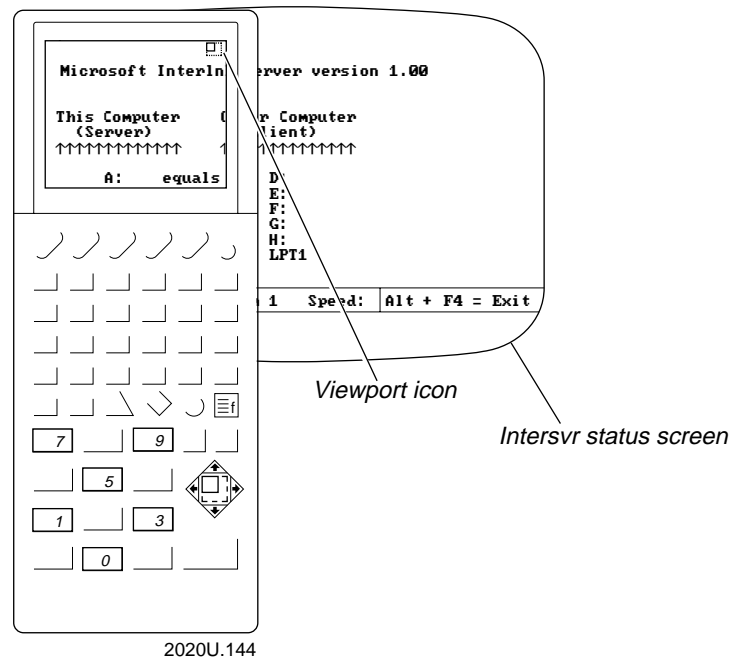 Microsoft Interln erver version 1.00
This Computer r Computer
(Server) lient)
↑↑↑↑↑↑↑↑↑↑↑↑↑ ↑↑↑↑↑↑↑↑↑↑↑↑↑
A: equals D:
E:
F:
G:
H:
LPT1
1 Speed: Alt + F4 = Exit
Viewport icon
Intersvr status screen
f
7 9
5
1 3
0
2020U.144